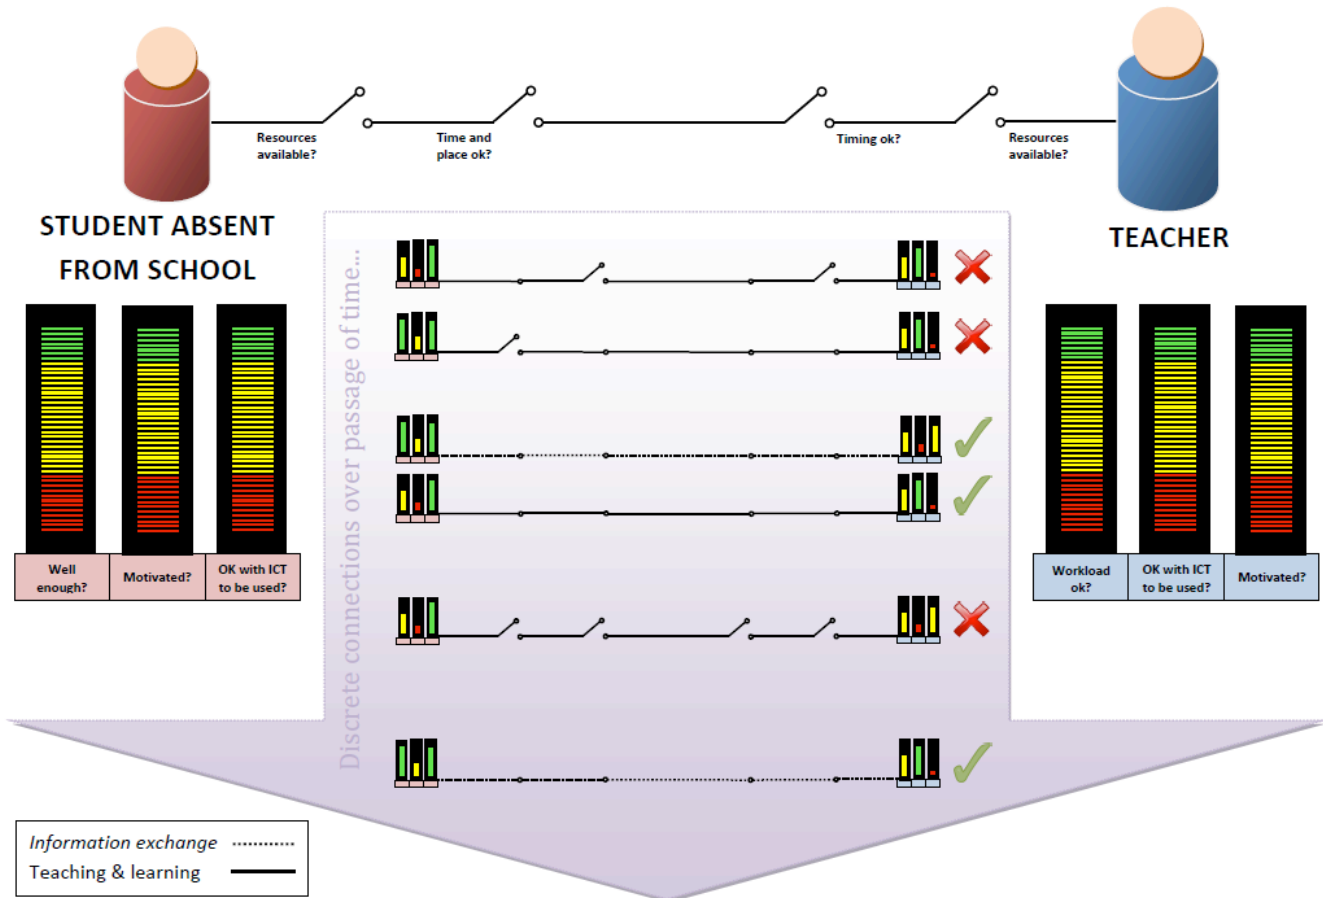 Resources
available?
Time and
place ok?
Timing ok?
Resources
available?
STUDENT ABSENT
FROM SCHOOL
TEACHER
Discrete connections over passage of time...
Well
enough?
Motivated?
OK with ICT
to be used?
Workload
ok?
OK with ICT
to be used?
Motivated?
Information exchange
Teaching & learning